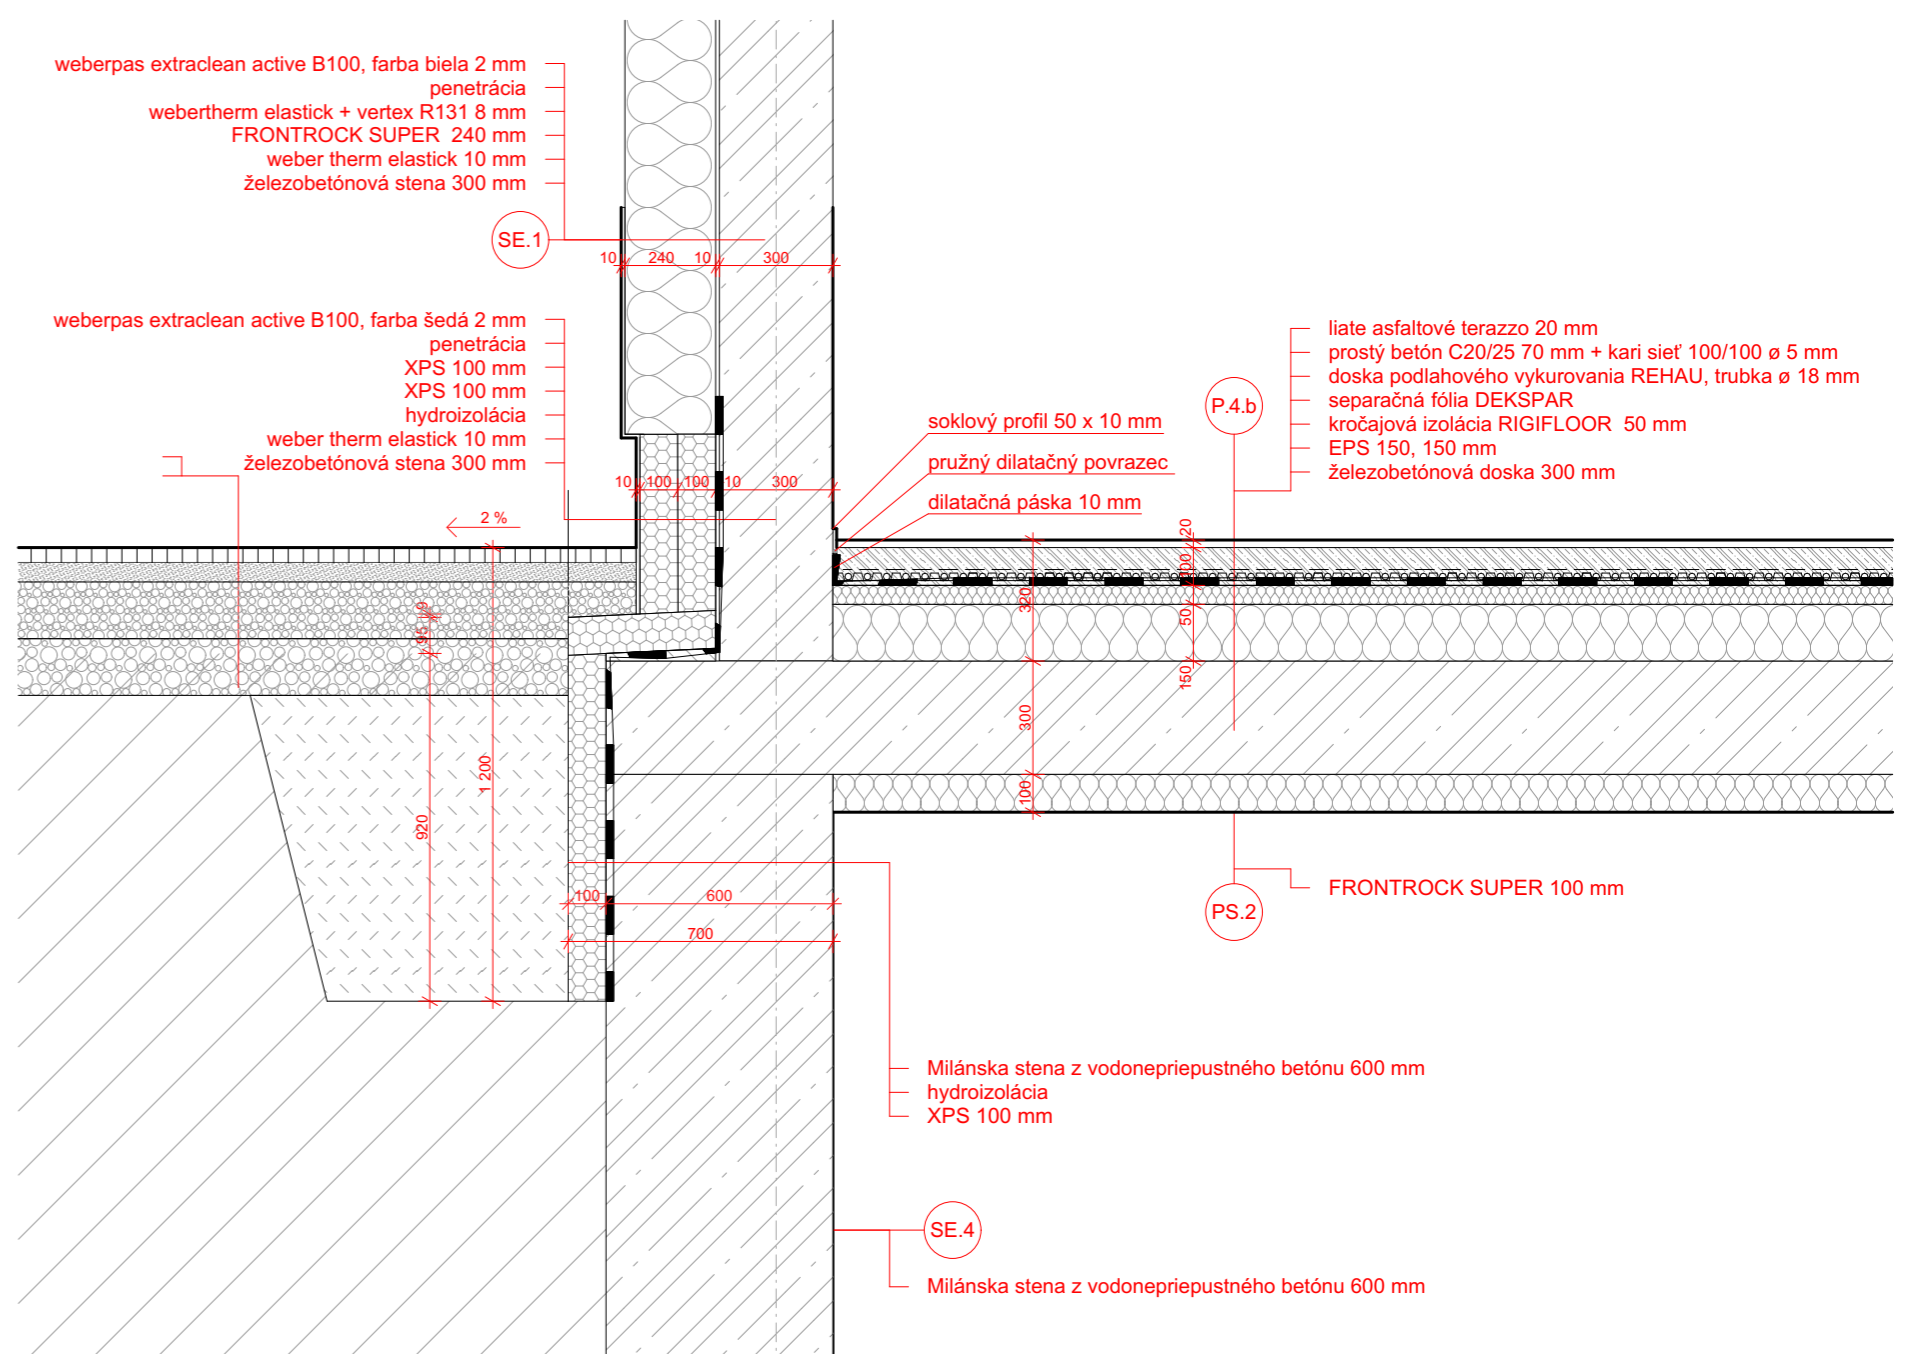 weberpas extraclean active B100, farba biela 2 mm
penetrácia
webertherm elastick + vertex R131 8 mm
FRONTROCK SUPER 240 mm
weber therm elastick 10 mm
železobetónová stena 300 mm
SE.1
10 240 10 300
weberpas extraclean active B100, farba šedá 2 mm
penetrácia
XPS 100 mm
XPS 100 mm
hydroizolácia
weber therm elastick 10 mm
železobetónová stena 300 mm
10 100 100 10 300
2 %
soklový profil 50 x 10 mm
pružný dilatačný povrazec
dilatačná páska 10 mm
P.4.b
liate asfaltové terazzo 20 mm
prostý betón C20/25 70 mm + kari sieť 100/100 ø 5 mm
doska podlahového vykurovania REHAU, trubka ø 18 mm
separačná fólia DEKSPAR
kročajová izolácia RIGIFLOOR 50 mm
EPS 150, 150 mm
železobetónová doska 300 mm
20
100
50
150
320
300
100
9
95
920
1 200
100 600
700
PS.2
FRONTROCK SUPER 100 mm
Milánska stena z vodonepriepustného betónu 600 mm
hydroizolácia
XPS 100 mm
SE.4
Milánska stena z vodonepriepustného betónu 600 mm